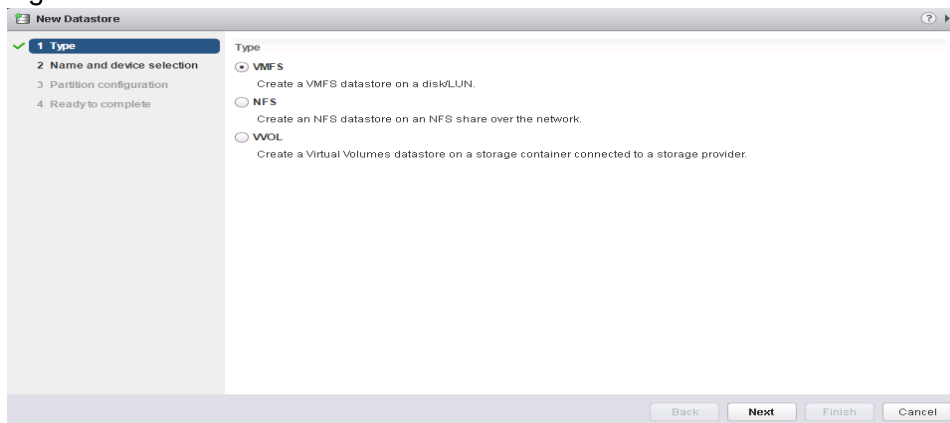 New Datastore
?
1 Type
2 Name and device selection
3 Partition configuration
4 Ready to complete
Type
VMFS
Create a VMFS datastore on a disk/LUN.
NFS
Create an NFS datastore on an NFS share over the network.
VVOL
Create a Virtual Volumes datastore on a storage container connected to a storage provider.
Back Next Finish Cancel